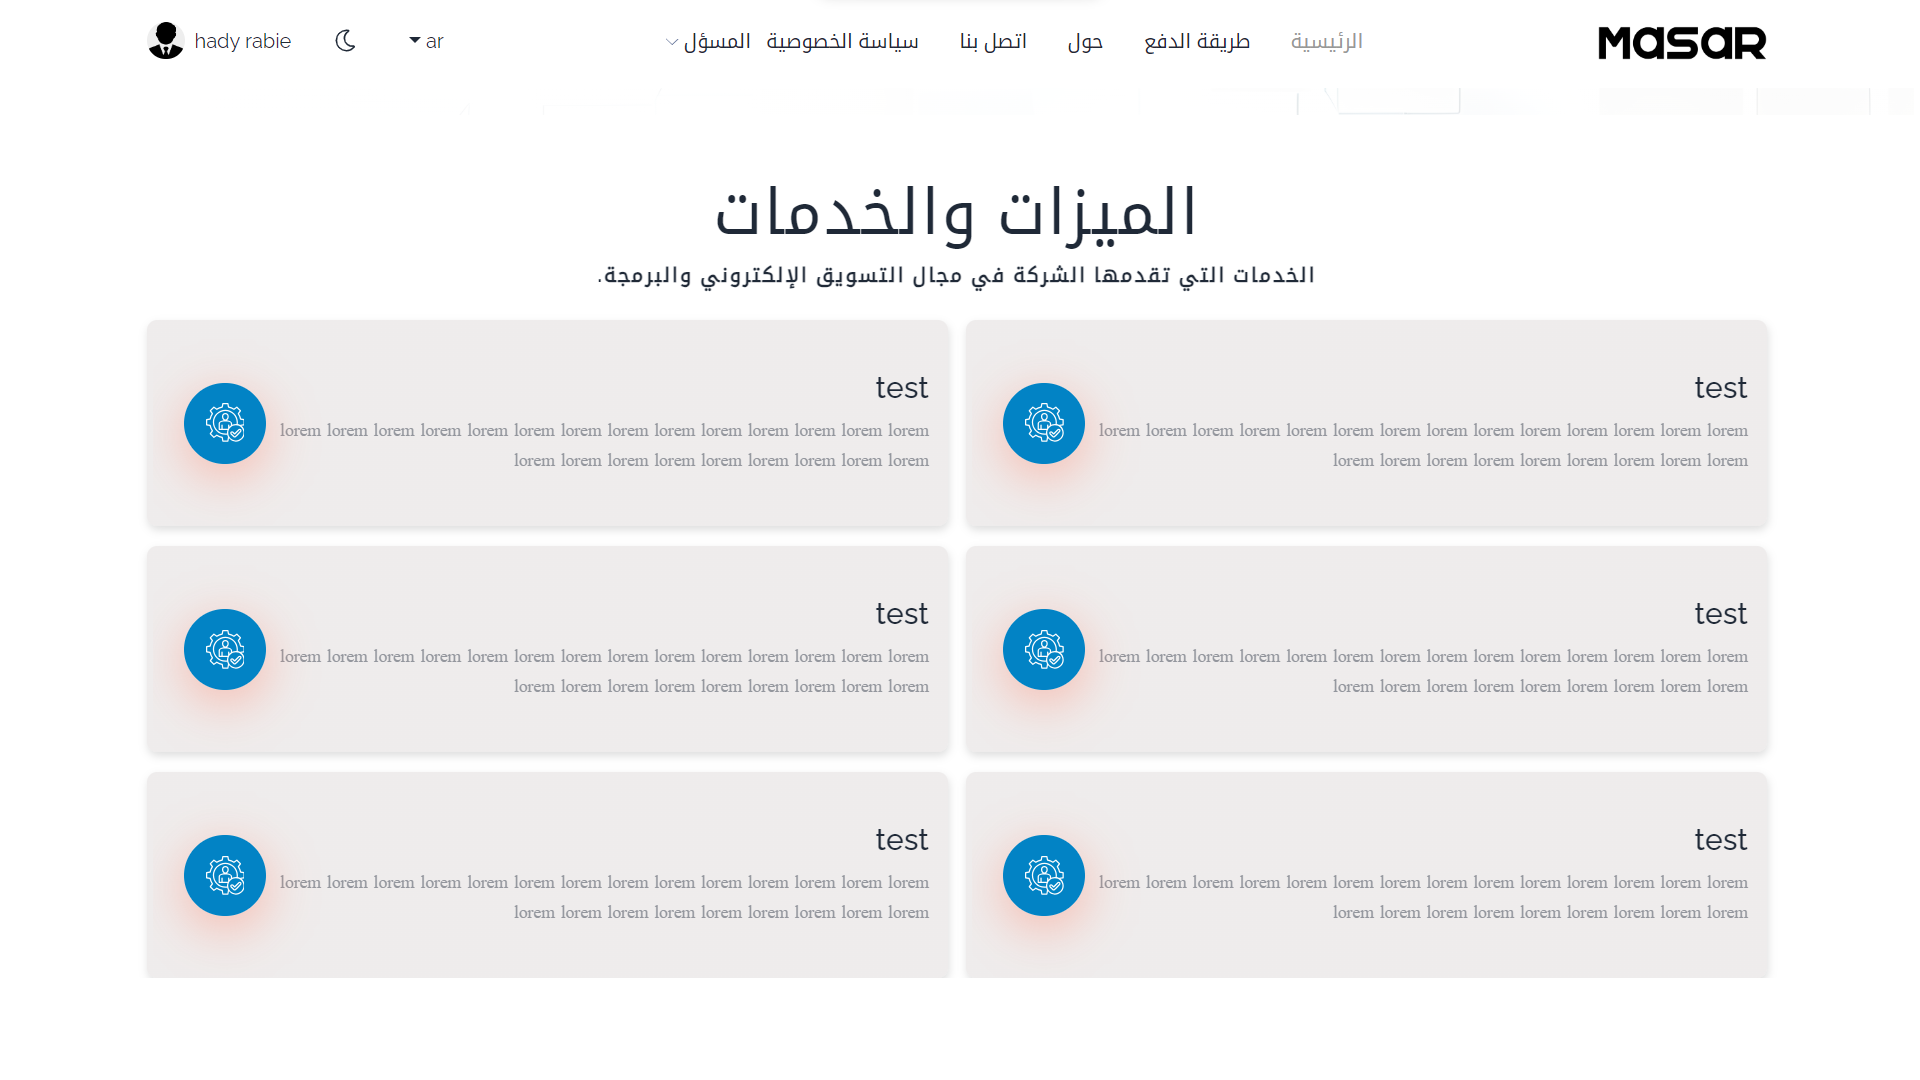 MASAR
الرئيسية
طريقة الدفع
حول
اتصل بنا
سياسة الخصوصية
المسؤل
ar
hady rabie
الميزات والخدمات
الخدمات التي تقدمها الشركة في مجال التسويق الإلكتروني والبرمجة.
test
lorem lorem lorem lorem lorem lorem lorem lorem lorem lorem lorem lorem lorem lorem
lorem lorem lorem lorem lorem lorem lorem lorem lorem
test
lorem lorem lorem lorem lorem lorem lorem lorem lorem lorem lorem lorem lorem lorem
lorem lorem lorem lorem lorem lorem lorem lorem lorem
test
lorem lorem lorem lorem lorem lorem lorem lorem lorem lorem lorem lorem lorem lorem
lorem lorem lorem lorem lorem lorem lorem lorem lorem
test
lorem lorem lorem lorem lorem lorem lorem lorem lorem lorem lorem lorem lorem lorem
lorem lorem lorem lorem lorem lorem lorem lorem lorem
test
lorem lorem lorem lorem lorem lorem lorem lorem lorem lorem lorem lorem lorem lorem
lorem lorem lorem lorem lorem lorem lorem lorem lorem
test
lorem lorem lorem lorem lorem lorem lorem lorem lorem lorem lorem lorem lorem lorem
lorem lorem lorem lorem lorem lorem lorem lorem lorem